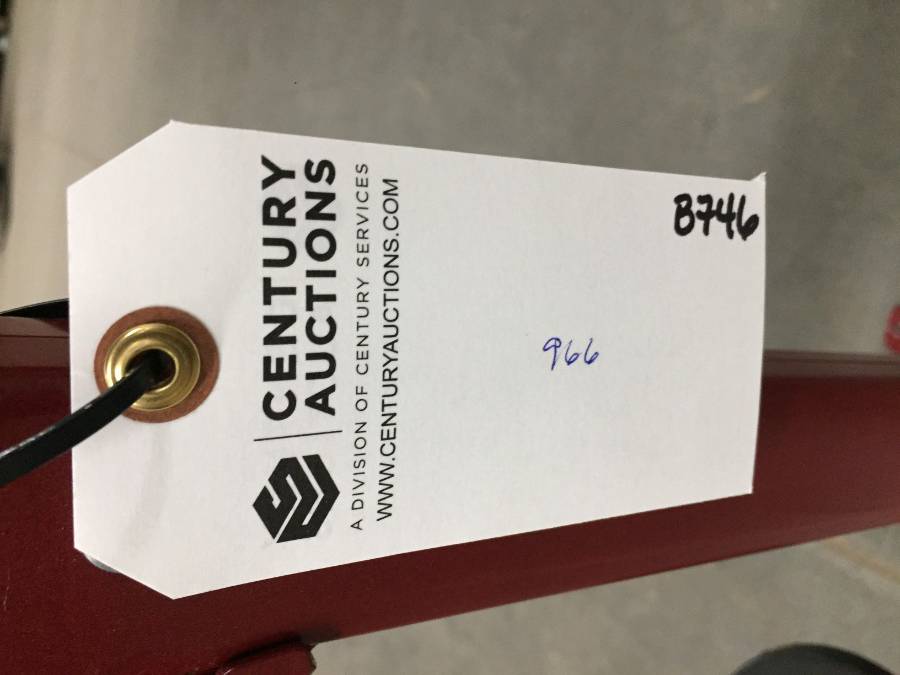 CENTURY
AUCTIONS
A DIVISION OF CENTURY SERVICES
WWW.CENTURYAUCTIONS.COM
966
B746